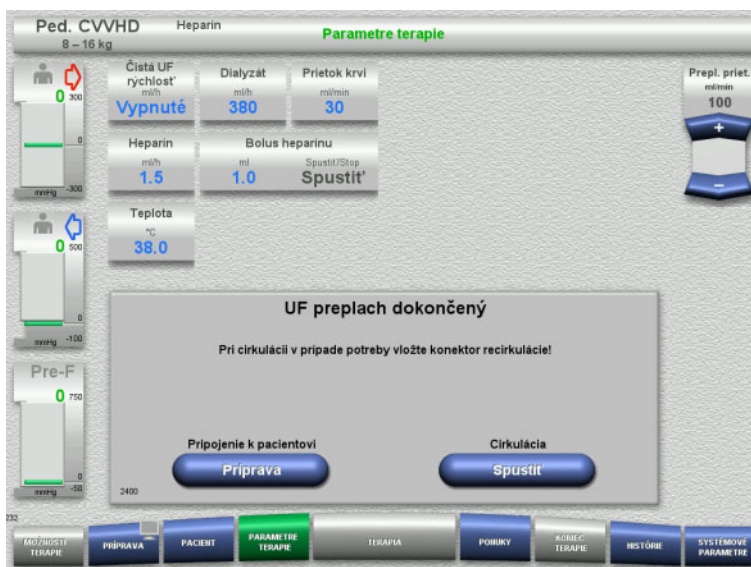 Ped. CVVHD Heparin
8 – 16 kg
Parametre terapie
0 300
0
mmHg -300
Čistá UF
rýchlosť
ml/h
Vypnuté
Dialyzát
ml/h
380
Prietok krvi
ml/min
30
Prepl. priet.
ml/min
100
+
–
Heparín
ml/h
1.5
Bolus heparínu
ml Spustiť/Stop
1.0 Spustiť
0 500
0
mmHg -100
Teplota
°C
38.0
Pre-F
0 750
0
mmHg -50
UF preplach dokončený
Pri cirkulácii v prípade potreby vložte konektor recirkulácie!
Pripojenie k pacientovi
Príprava
Cirkulácia
Spustiť
2400
232
MOŽNOSTI
TERAPIE
PRÍPRAVA
PACIENT
PARAMETRE
TERAPIE
TERAPIA
PONUKY
KONIEC
TERAPIE
HISTÓRIE
SYSTÉMOVÉ
PARAMETRE